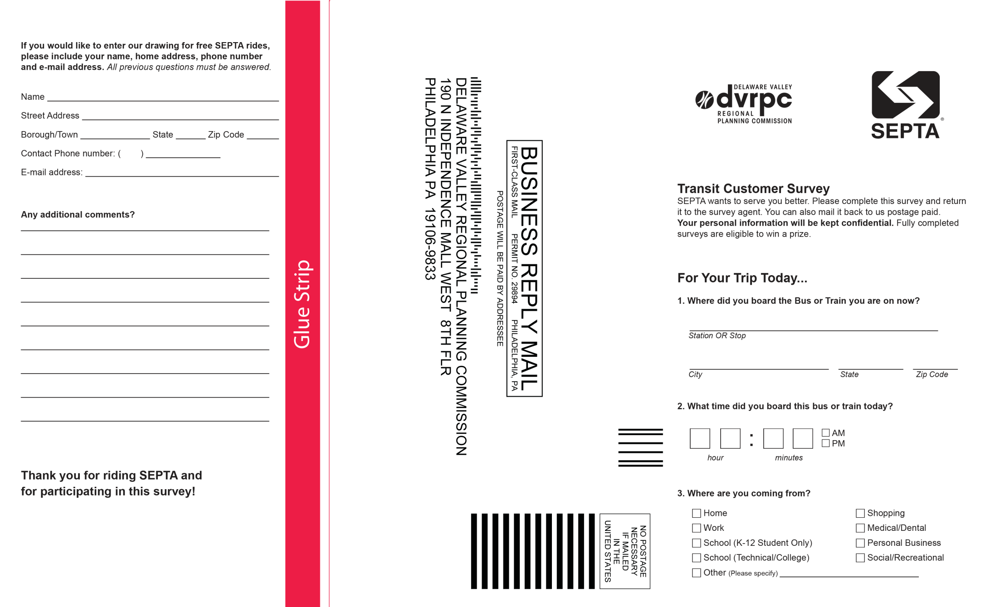 If you would like to enter our drawing for free SEPTA rides,
please include your name, home address, phone number
and e-mail address. All previous questions must be answered.
Name
Street Address
Borough/Town State Zip Code
Contact Phone number: ( )
E-mail address:
Any additional comments?
Thank you for riding SEPTA and
for participating in this survey!
Glue Strip
BUSINESS REPLY MAIL
FIRST-CLASS MAIL PERMIT NO. 29894 PHILADELPHIA, PA
POSTAGE WILL BE PAID BY ADDRESSEE
DELAWARE VALLEY REGIONAL PLANNING COMMISSION
190 N INDEPENDENCE MALL WEST 8TH FLR
PHILADELPHIA PA 19106-9833
NO POSTAGE
NECESSARY
IF MAILED
IN THE
UNITED STATES
DELAWARE VALLEY
dvrpc
REGIONAL
PLANNING COMMISSION
SEPTA®
Transit Customer Survey
SEPTA wants to serve you better. Please complete this survey and return
it to the survey agent. You can also mail it back to us postage paid.
Your personal information will be kept confidential. Fully completed
surveys are eligible to win a prize.
For Your Trip Today...
1. Where did you board the Bus or Train you are on now?
Station OR Stop
City State Zip Code
2. What time did you board this bus or train today?
: AM
PM
hour minutes
3. Where are you coming from?
Home Shopping
Work Medical/Dental
School (K-12 Student Only) Personal Business
School (Technical/College) Social/Recreational
Other (Please specify)